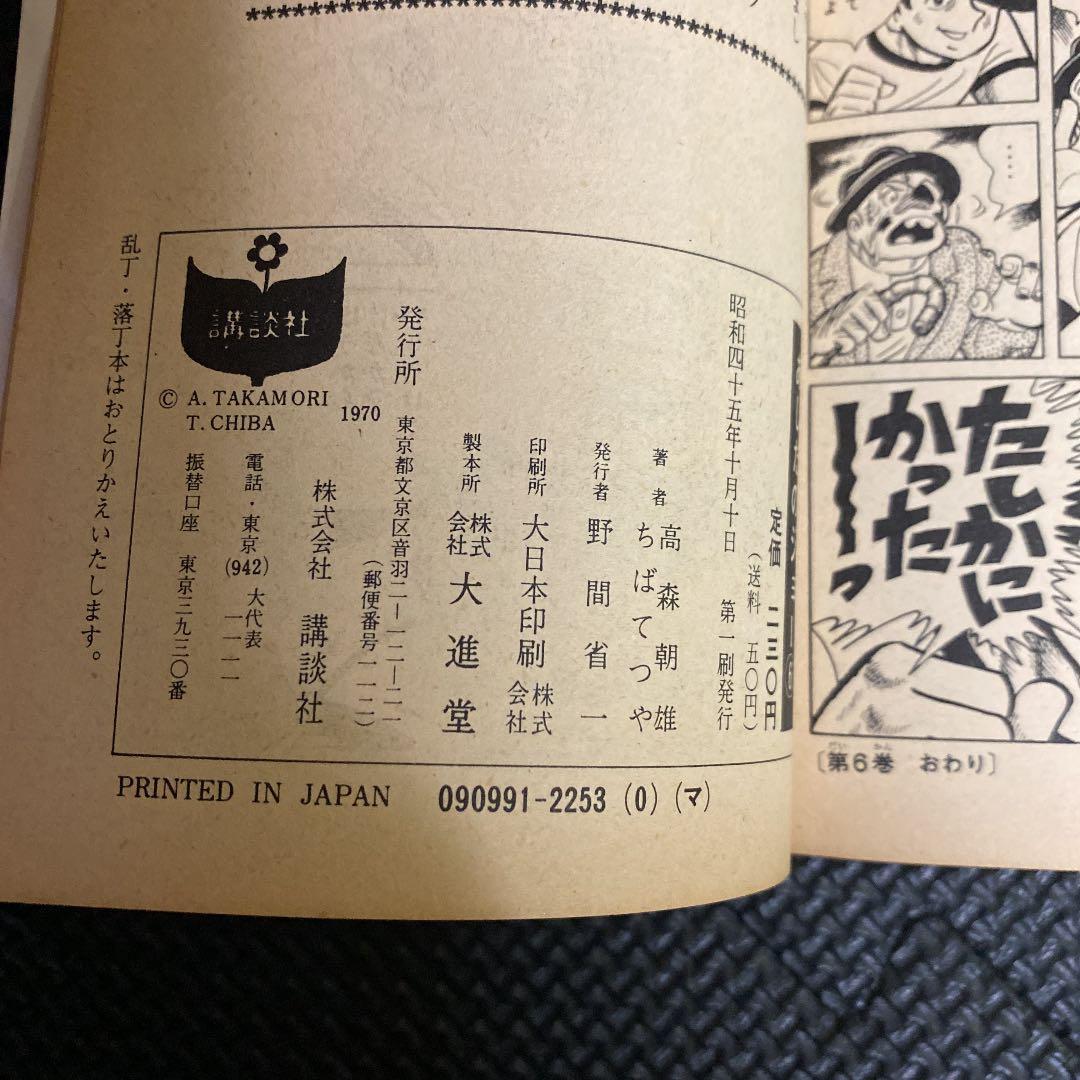 たしかに
かったーーっ
‥‥
〔第6巻 おわり〕
だい かん
定価 二三〇円
(送料 五〇円)
昭和四十五年十月十日 第一刷発行
著者 高森朝雄
ちばてつや
発行者 野間省一
印刷所 大日本印刷株式会社
製本所 株式会社大進堂
発行所 東京都文京区音羽二―一二―二一
(郵便番号一一二)
株式会社 講談社
電話・東京(942)大代表一一一一
振替口座 東京三九三〇番
講談社
© A. TAKAMORI
T. CHIBA 1970
乱丁・落丁本はおとりかえいたします。
PRINTED IN JAPAN 090991-2253 (0) (マ)